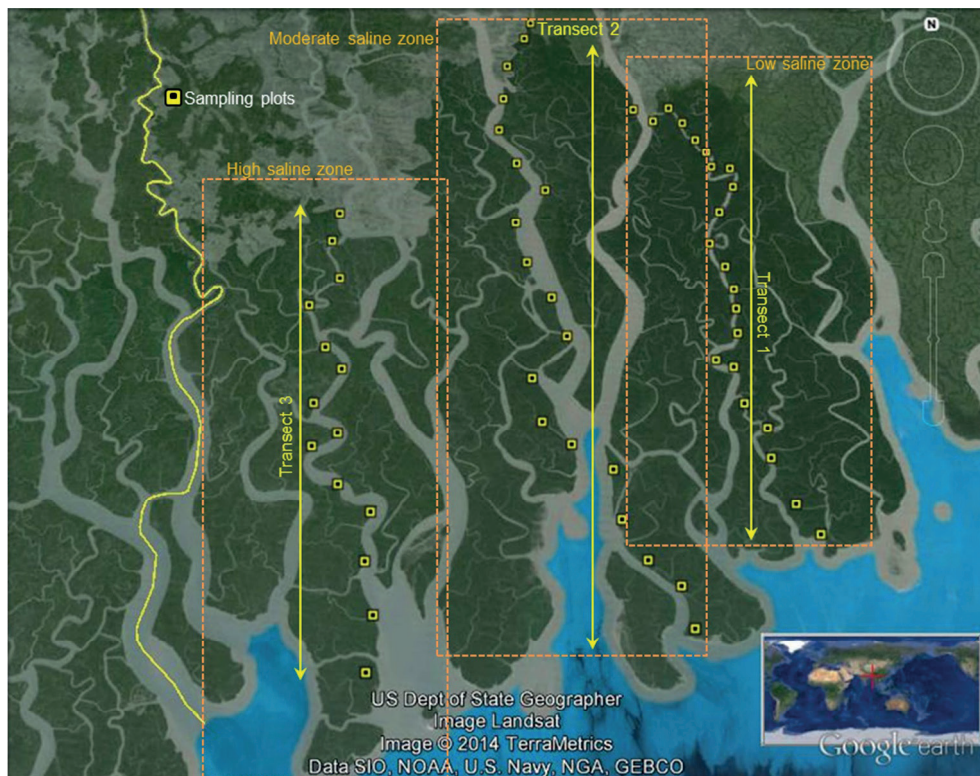 N
Moderate saline zone
Transect 2
Low saline zone
Sampling plots
High saline zone
Transect 1
Transect 3
US Dept of State Geographer
Image Landsat
Image © 2014 TerraMetrics
Data SIO, NOAA, U.S. Navy, NGA, GEBCO
Google earth